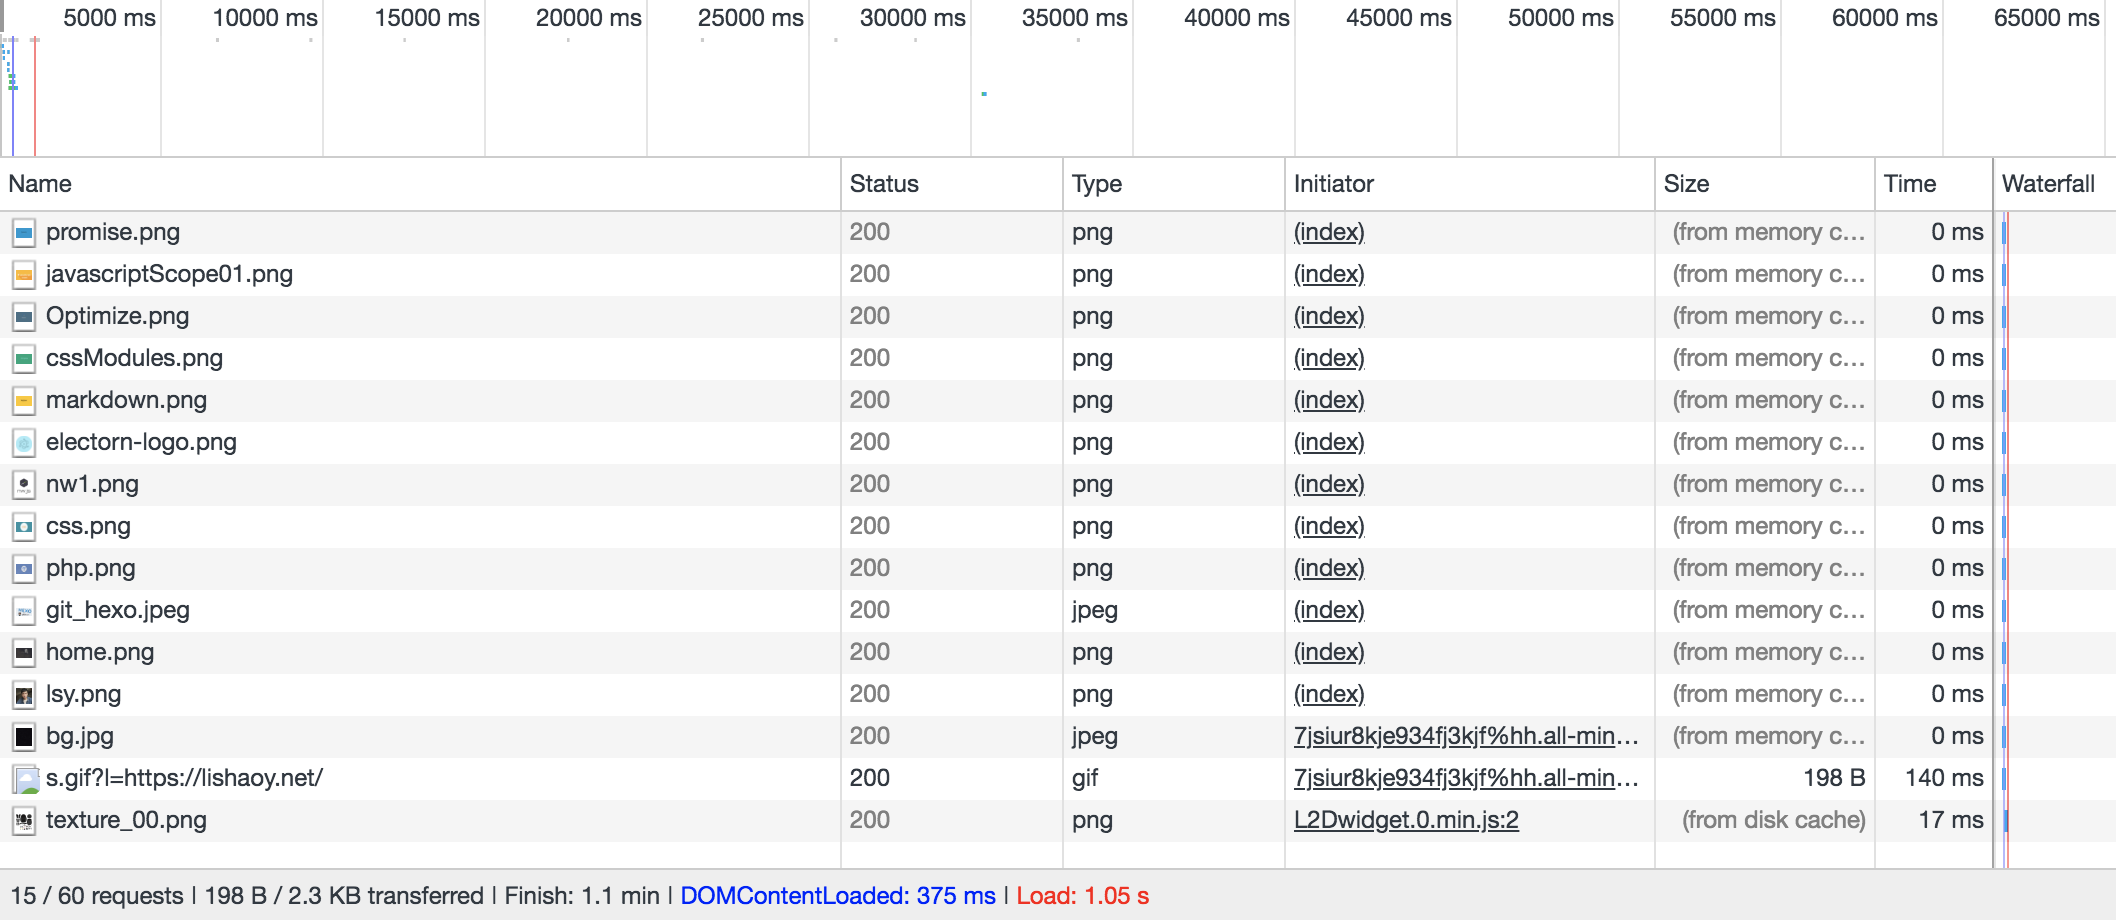 5000 ms 10000 ms 15000 ms 20000 ms 25000 ms 30000 ms 35000 ms 40000 ms 45000 ms 50000 ms 55000 ms 60000 ms 65000 ms
Name Status Type Initiator Size Time Waterfall
promise.png 200 png (index) (from memory c... 0 ms
javascriptScope01.png 200 png (index) (from memory c... 0 ms
Optimize.png 200 png (index) (from memory c... 0 ms
cssModules.png 200 png (index) (from memory c... 0 ms
markdown.png 200 png (index) (from memory c... 0 ms
electorn-logo.png 200 png (index) (from memory c... 0 ms
nw1.png 200 png (index) (from memory c... 0 ms
css.png 200 png (index) (from memory c... 0 ms
php.png 200 png (index) (from memory c... 0 ms
git_hexo.jpeg 200 jpeg (index) (from memory c... 0 ms
home.png 200 png (index) (from memory c... 0 ms
lsy.png 200 png (index) (from memory c... 0 ms
bg.jpg 200 jpeg 7jsiur8kje934fj3kjf%hh.all-min... (from memory c... 0 ms
s.gif?l=https://lishaoy.net/ 200 gif 7jsiur8kje934fj3kjf%hh.all-min... 198 B 140 ms
texture_00.png 200 png L2Dwidget.0.min.js:2 (from disk cache) 17 ms
15 / 60 requests | 198 B / 2.3 KB transferred | Finish: 1.1 min | DOMContentLoaded: 375 ms | Load: 1.05 s